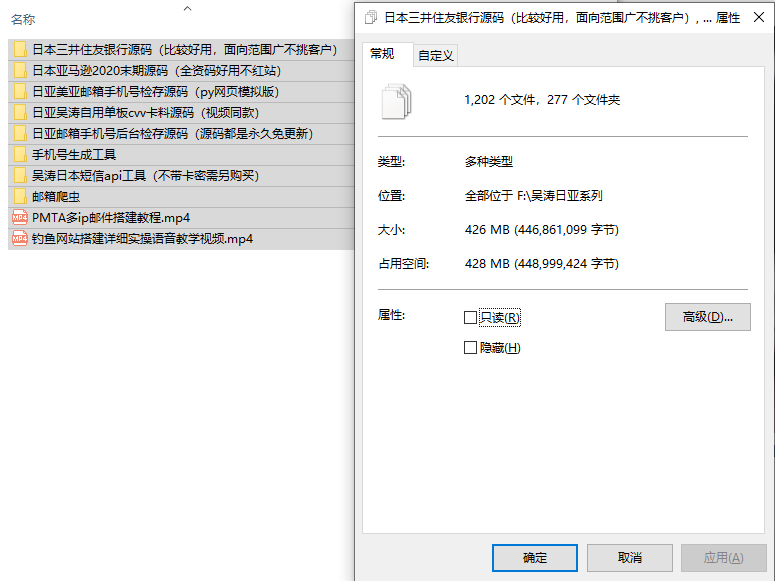 名称
日本三井住友银行源码（比较好用，面向范围广不挑客户）
日本亚马逊2020末期源码（全资码好用不红站）
日亚美亚邮箱手机号检存源码（py网页模拟版）
日亚吴涛自用单板cvv卡料源码（视频同款）
日亚邮箱手机号后台检存源码（源码都是永久免更新）
手机号生成工具
吴涛日本短信api工具（不带卡密需另购买）
邮箱爬虫
PMTA多ip邮件搭建教程.mp4
钓鱼网站搭建详细实操语音教学视频.mp4
日本三井住友银行源码（比较好用，面向范围广不挑客户）, ... 属性
常规
自定义
1,202 个文件，277 个文件夹
类型:
多种类型
位置:
全部位于 F:\吴涛日亚系列
大小:
426 MB (446,861,099 字节)
占用空间:
428 MB (448,999,424 字节)
属性:
只读(R)
高级(D)...
隐藏(H)
确定
取消
应用(A)